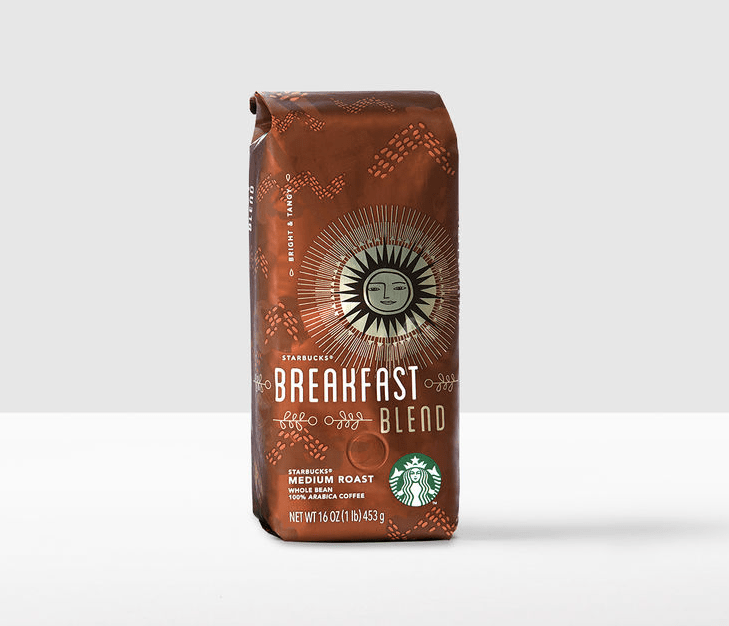 BLEND
BRIGHT & TANGY
STARBUCKS®
BREAKFAST
BLEND
STARBUCKS®
MEDIUM ROAST
WHOLE BEAN
100% ARABICA COFFEE
NET WT 16 OZ (1 lb) 453 g